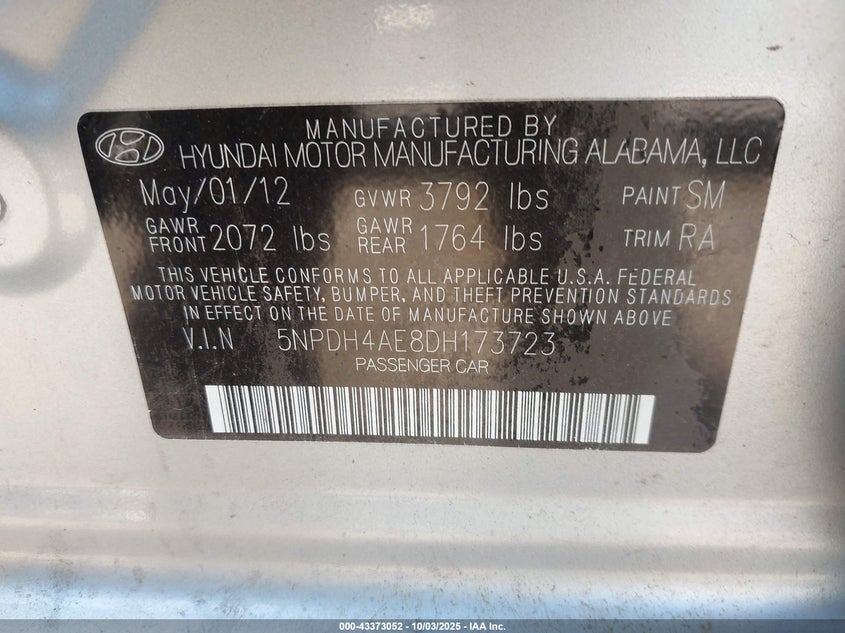 MANUFACTURED BY
HYUNDAI MOTOR MANUFACTURING ALABAMA, LLC
May/01/12 GVWR 3792 lbs PAINT SM
GAWR FRONT 2072 lbs GAWR REAR 1764 lbs TRIM RA
THIS VEHICLE CONFORMS TO ALL APPLICABLE U.S.A. FEDERAL
MOTOR VEHICLE SAFETY, BUMPER, AND THEFT PREVENTION STANDARDS
IN EFFECT ON THE DATE OF MANUFACTURE SHOWN ABOVE
V.I.N 5NPDH4AE8DH173723
PASSENGER CAR
000-43373052 - 10/03/2025 - IAA Inc.